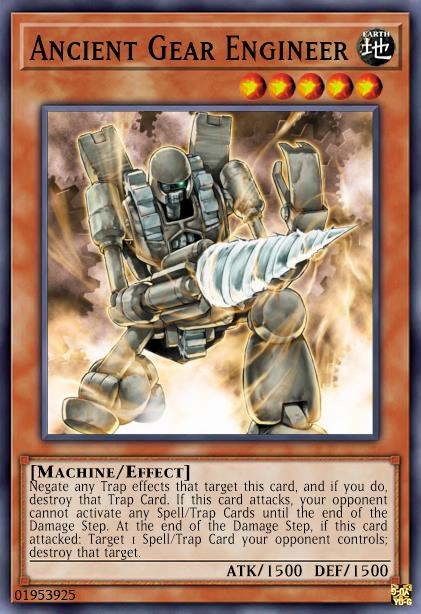 ANCIENT GEAR ENGINEER
EARTH
地
[MACHINE/EFFECT]
Negate any Trap effects that target this card, and if you do,
destroy that Trap Card. If this card attacks, your opponent
cannot activate any Spell/Trap Cards until the end of the
Damage Step. At the end of the Damage Step, if this card
attacked: Target 1 Spell/Trap Card your opponent controls;
destroy that target.
ATK/1500 DEF/1500
01953925